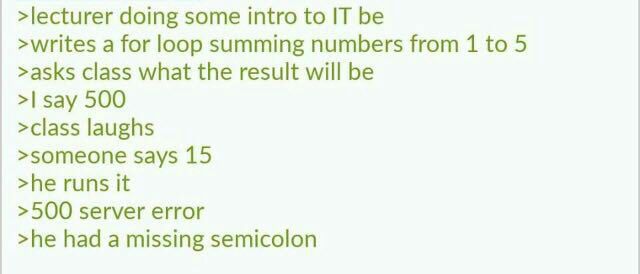 >lecturer doing some intro to IT be
>writes a for loop summing numbers from 1 to 5
>asks class what the result will be
>I say 500
>class laughs
>someone says 15
>he runs it
>500 server error
>he had a missing semicolon